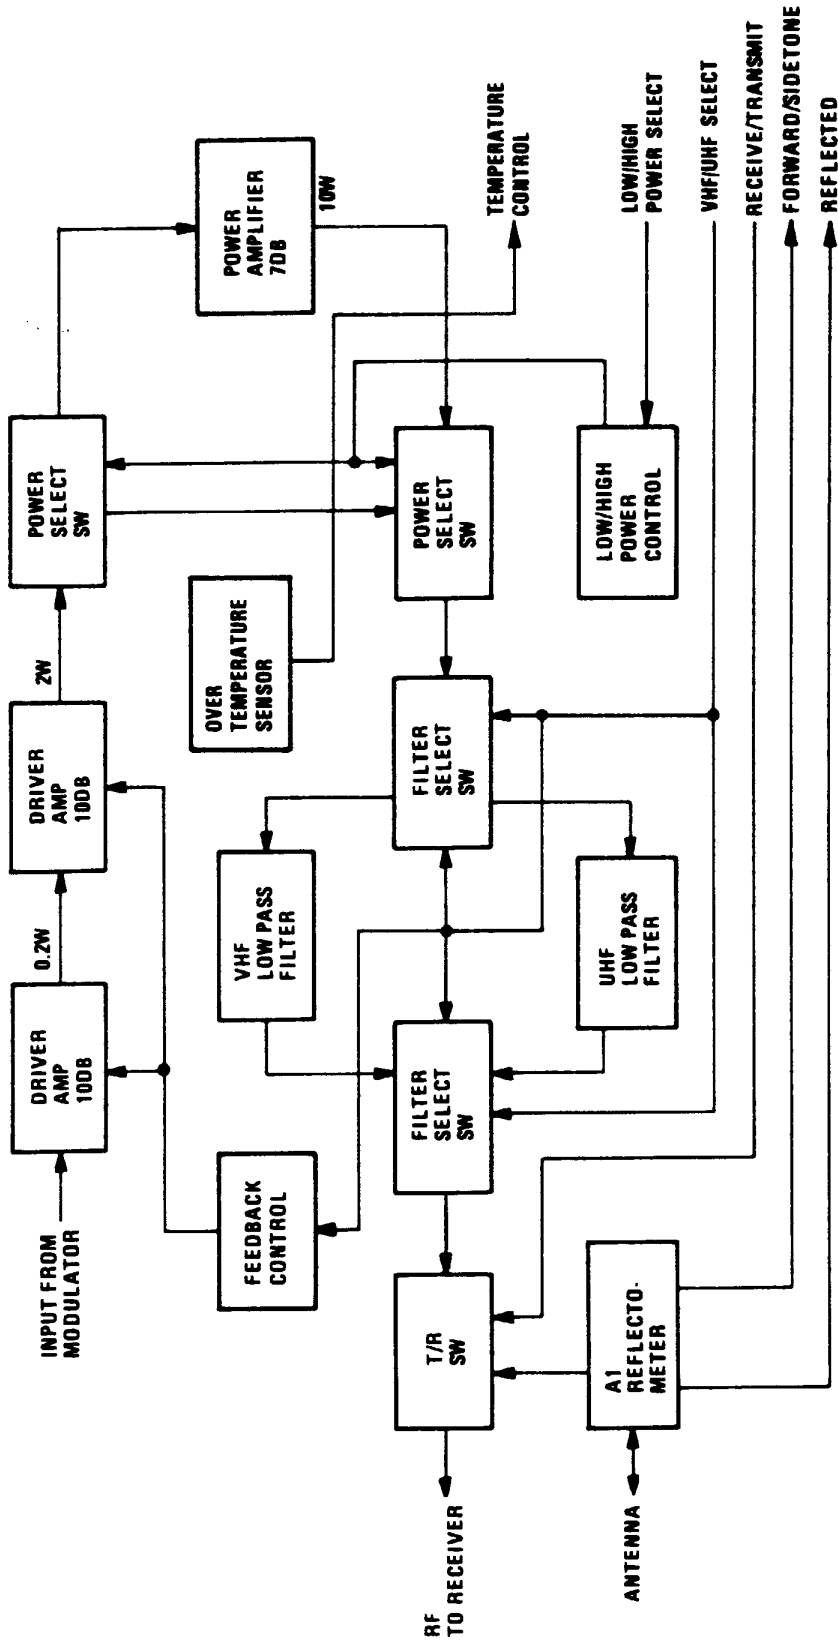 INPUT FROM
MODULATOR
DRIVER
AMP
10DB
0.2W
DRIVER
AMP
10DB
2W
POWER
SELECT
SW
POWER
AMPLIFIER
7DB
10W
FEEDBACK
CONTROL
VHF
LOW PASS
FILTER
OVER
TEMPERATURE
SENSOR
TEMPERATURE
CONTROL
RF
TO RECEIVER
T/R
SW
FILTER
SELECT
SW
FILTER
SELECT
SW
POWER
SELECT
SW
ANTENNA
A1
REFLECTO-
METER
UHF
LOW PASS
FILTER
LOW/HIGH
POWER
CONTROL
LOW/HIGH
POWER SELECT
VHF/UHF SELECT
RECEIVE/TRANSMIT
FORWARD/SIDETONE
REFLECTED